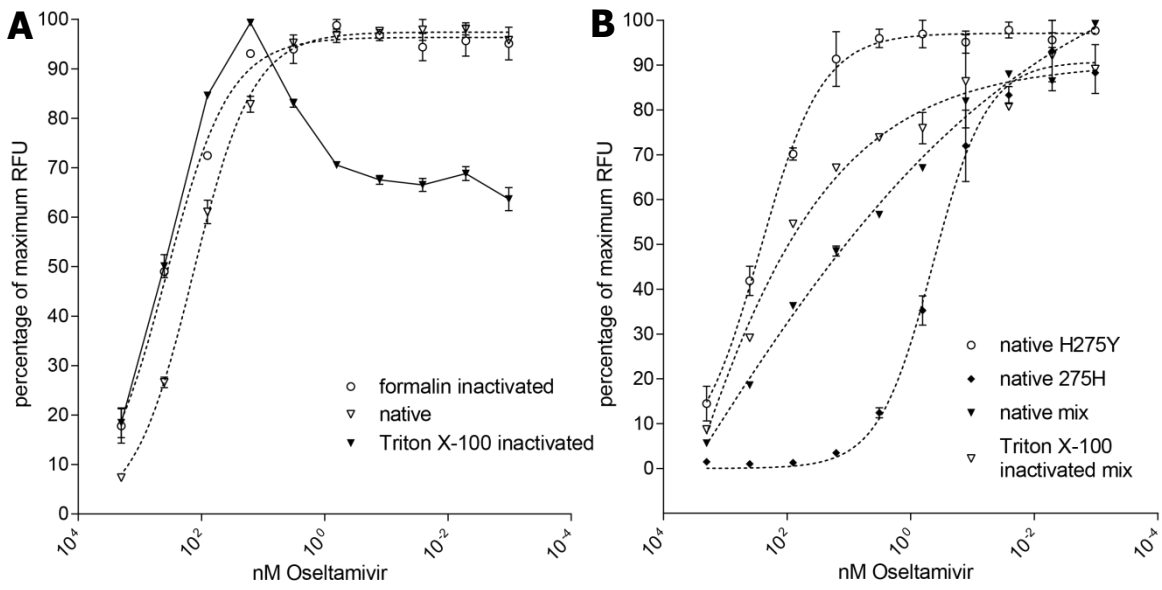 A
percentage of maximum RFU
100
90
80
70
60
50
40
30
20
10
0
formalin inactivated
native
Triton X-100 inactivated
10^4
10^2
10^0
10^-2
10^-4
nM Oseltamivir
B
percentage of maximum RFU
100
90
80
70
60
50
40
30
20
10
0
native H275Y
native 275H
native mix
Triton X-100
inactivated mix
10^4
10^2
10^0
10^-2
10^-4
nM Oseltamivir